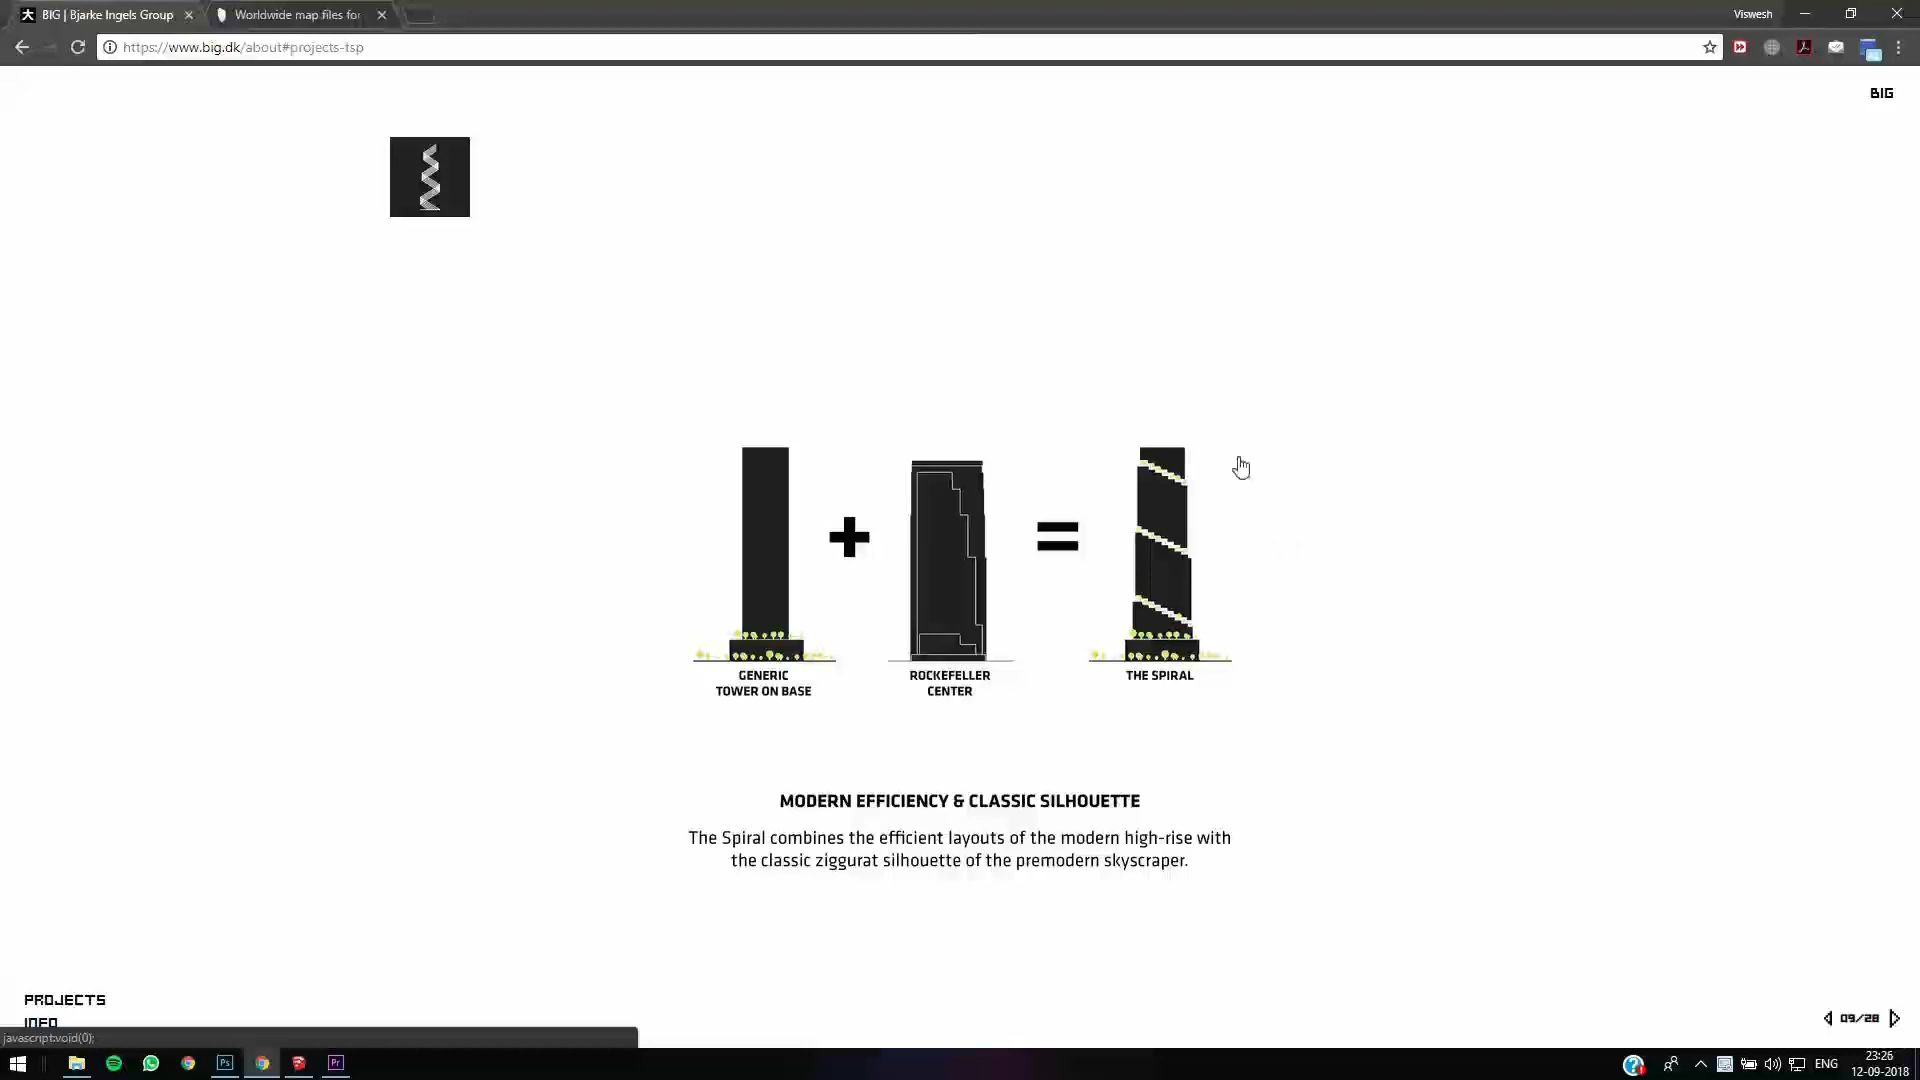 BIG | Bjarke Ingels Group
Worldwide map files for
Viswesh
https://www.big.dk/about#projects-tsp
BIG
GENERIC
TOWER ON BASE
ROCKEFELLER
CENTER
THE SPIRAL
MODERN EFFICIENCY & CLASSIC SILHOUETTE
The Spiral combines the efficient layouts of the modern high-rise with
the classic ziggurat silhouette of the premodern skyscraper.
PROJECTS
INFO
09/28
javascript:void(0);
Ps
Pr
ENG
23:26
12-09-2018